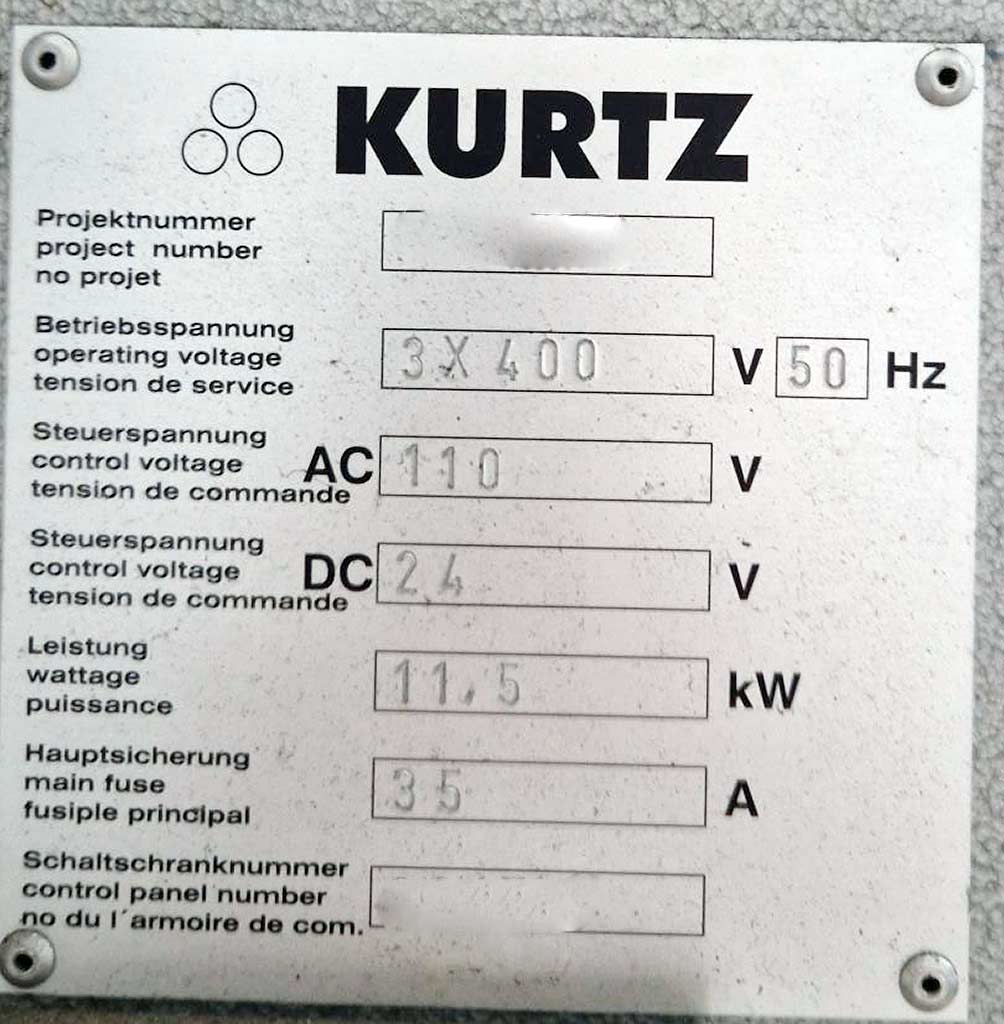 KURTZ
Projektnummer
project number
no projet
Betriebsspannung
operating voltage 3X400 V 50 Hz
tension de service
Steuerspannung
control voltage AC 110 V
tension de commande
Steuerspannung
control voltage DC 24 V
tension de commande
Leistung
wattage 11.5 kW
puissance
Hauptsicherung
main fuse 35 A
fusiple principal
Schaltschranknummer
control panel number
no du l´armoire de com.